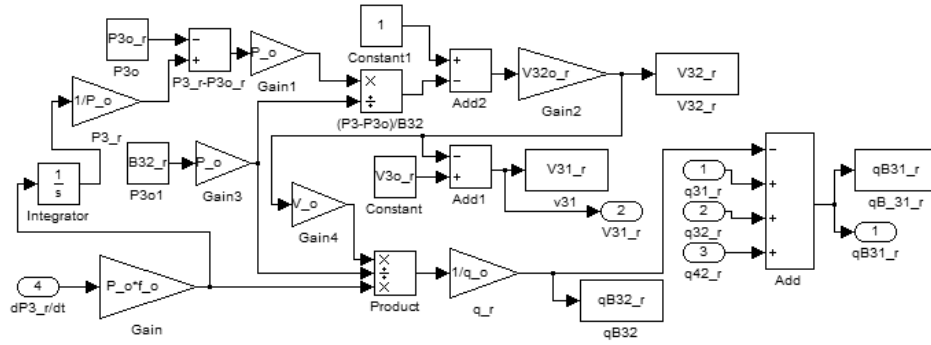 P3o_r
P3o
−
+
P3_r-P3o_r
P_o
Gain1
1
Constant1
×
÷
(P3-P3o)/B32
+
−
Add2
V32o_r
Gain2
V32_r
V32_r
1/P_o
P3_r
B32_r
P3o1
P_o
Gain3
1
s
Integrator
V_o
Gain4
V3o_r
Constant
−
+
Add1
v31
V31_r
2
V31_r
4
dP3_r/dt
P_o*f_o
Gain
×
÷
×
Product
1/q_o
q_r
qB32_r
qB32
1
q31_r
2
q32_r
3
q42_r
−
+
+
+
Add
qB31_r
qB_31_r
1
qB31_r